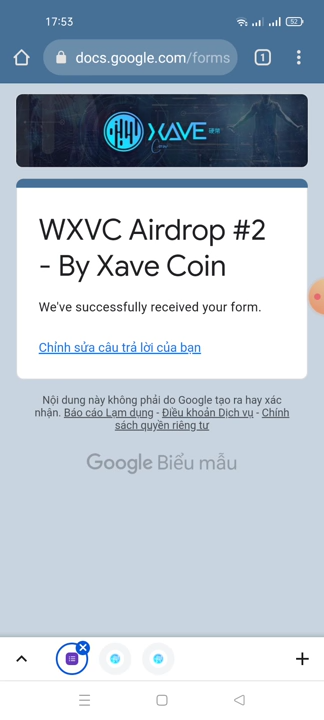 17:53
52
docs.google.com/forms
1
XAVE
Coin
WXVC Airdrop #2
- By Xave Coin
We've successfully received your form.
Chỉnh sửa câu trả lời của bạn
Nội dung này không phải do Google tạo ra hay xác
nhận. Báo cáo Lạm dụng - Điều khoản Dịch vụ - Chính
sách quyền riêng tư
Google Biểu mẫu